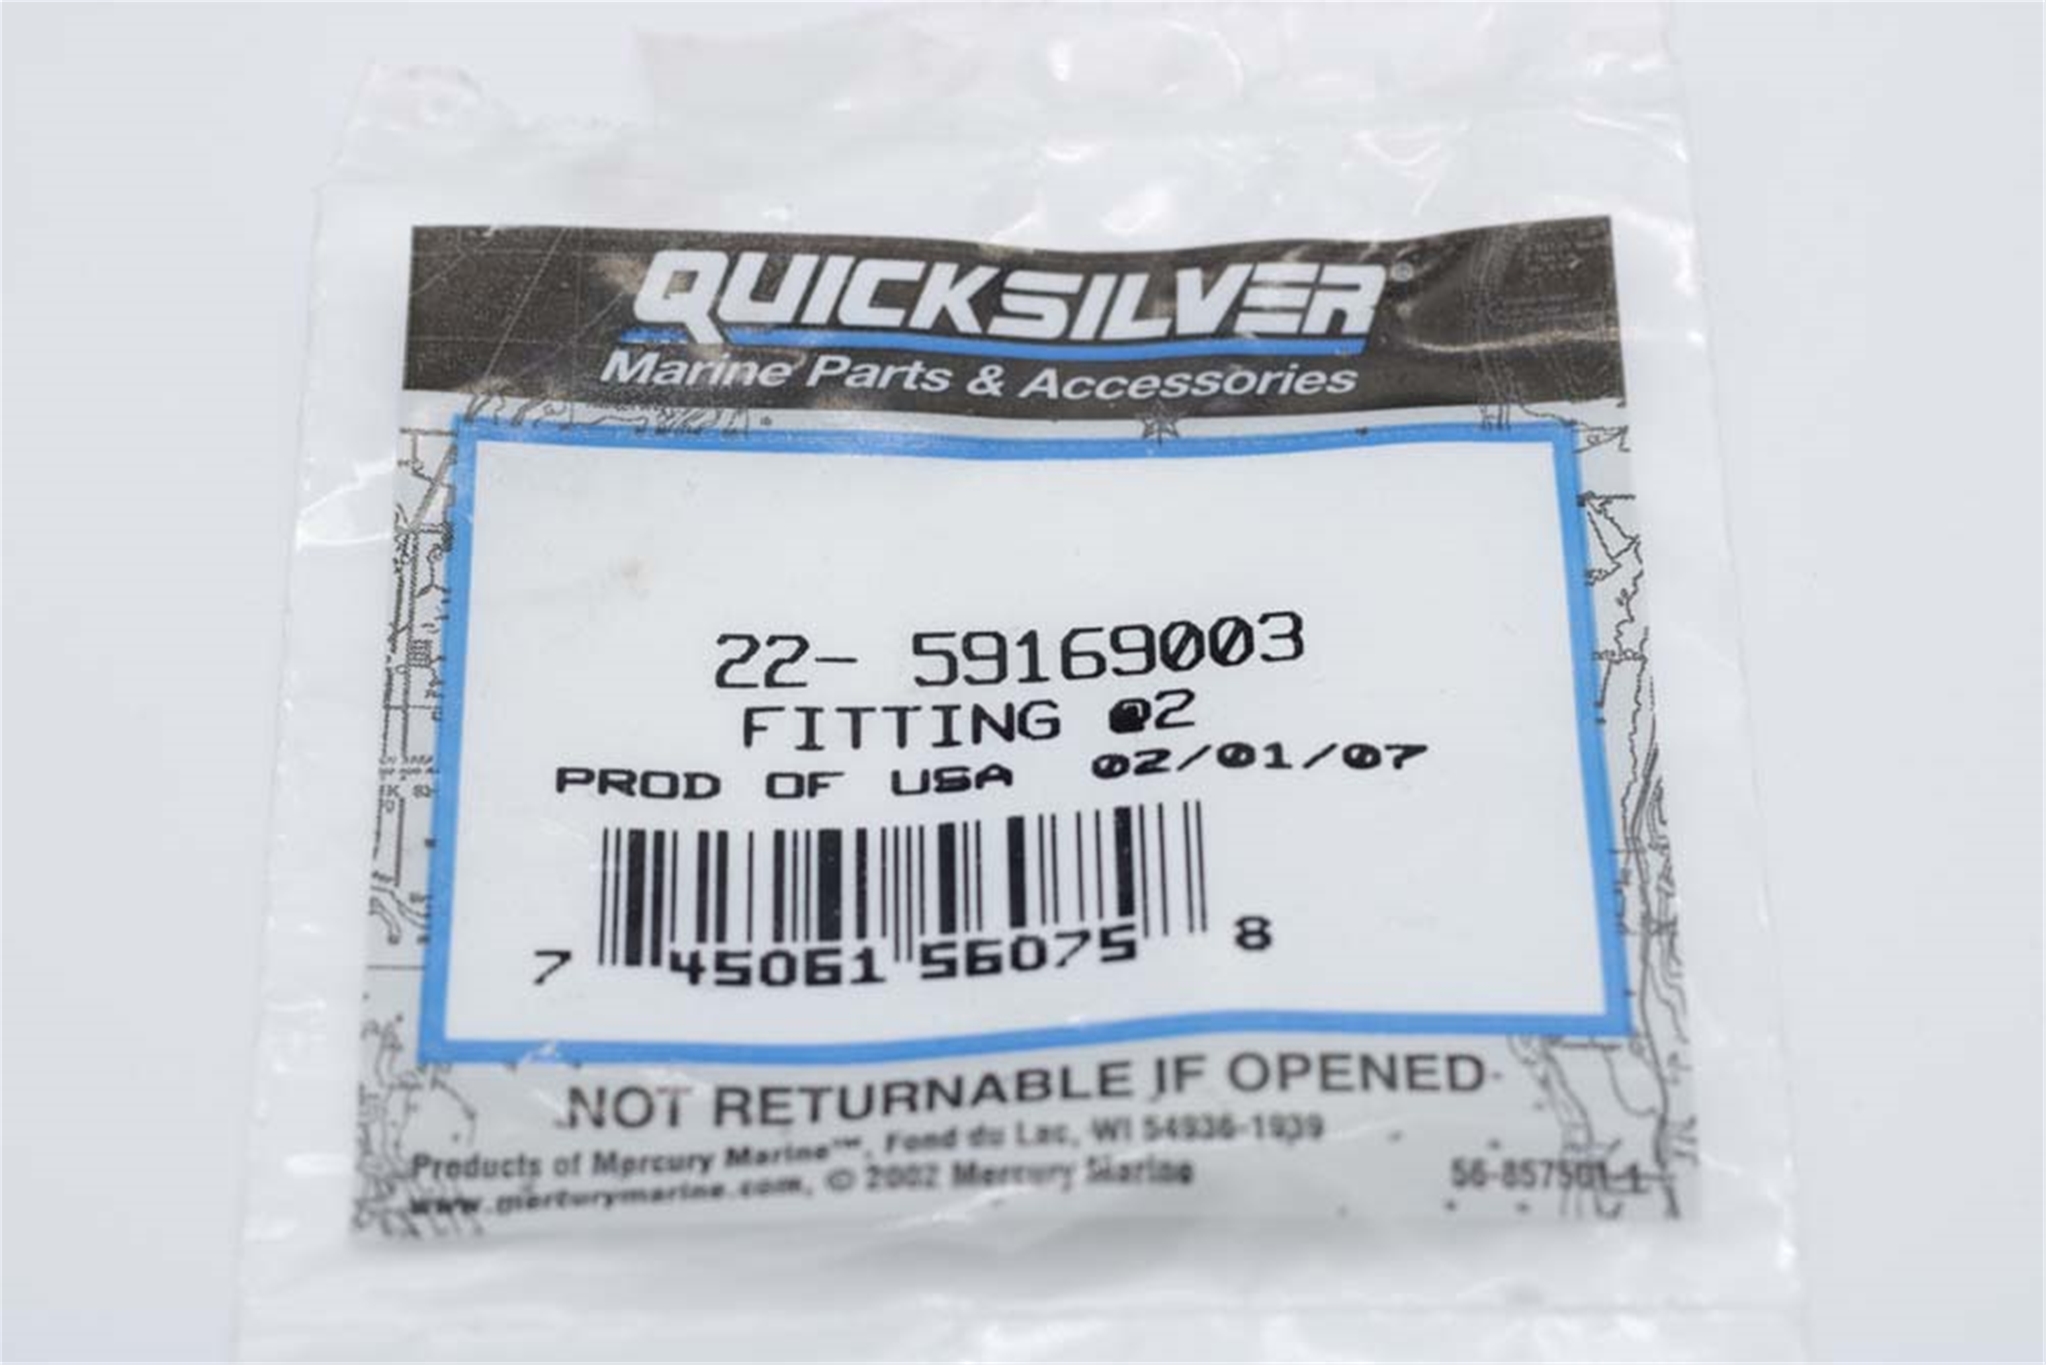 QUICKSILVER®
Marine Parts & Accessories
22- 59169003
FITTING @2
PROD OF USA 02/01/07
7 45061 56075 8
NOT RETURNABLE IF OPENED
Products of Mercury Marine™, Fond du Lac, WI 54936-1939
www.mercurymarine.com, © 2002 Mercury Marine
56-857501-1